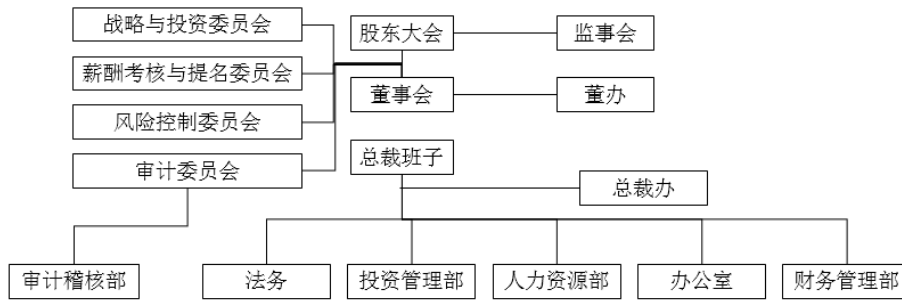 战略与投资委员会
股东大会
监事会
薪酬考核与提名委员会
董事会
董办
风险控制委员会
审计委员会
总裁班子
总裁办
审计稽核部
法务
投资管理部
人力资源部
办公室
财务管理部